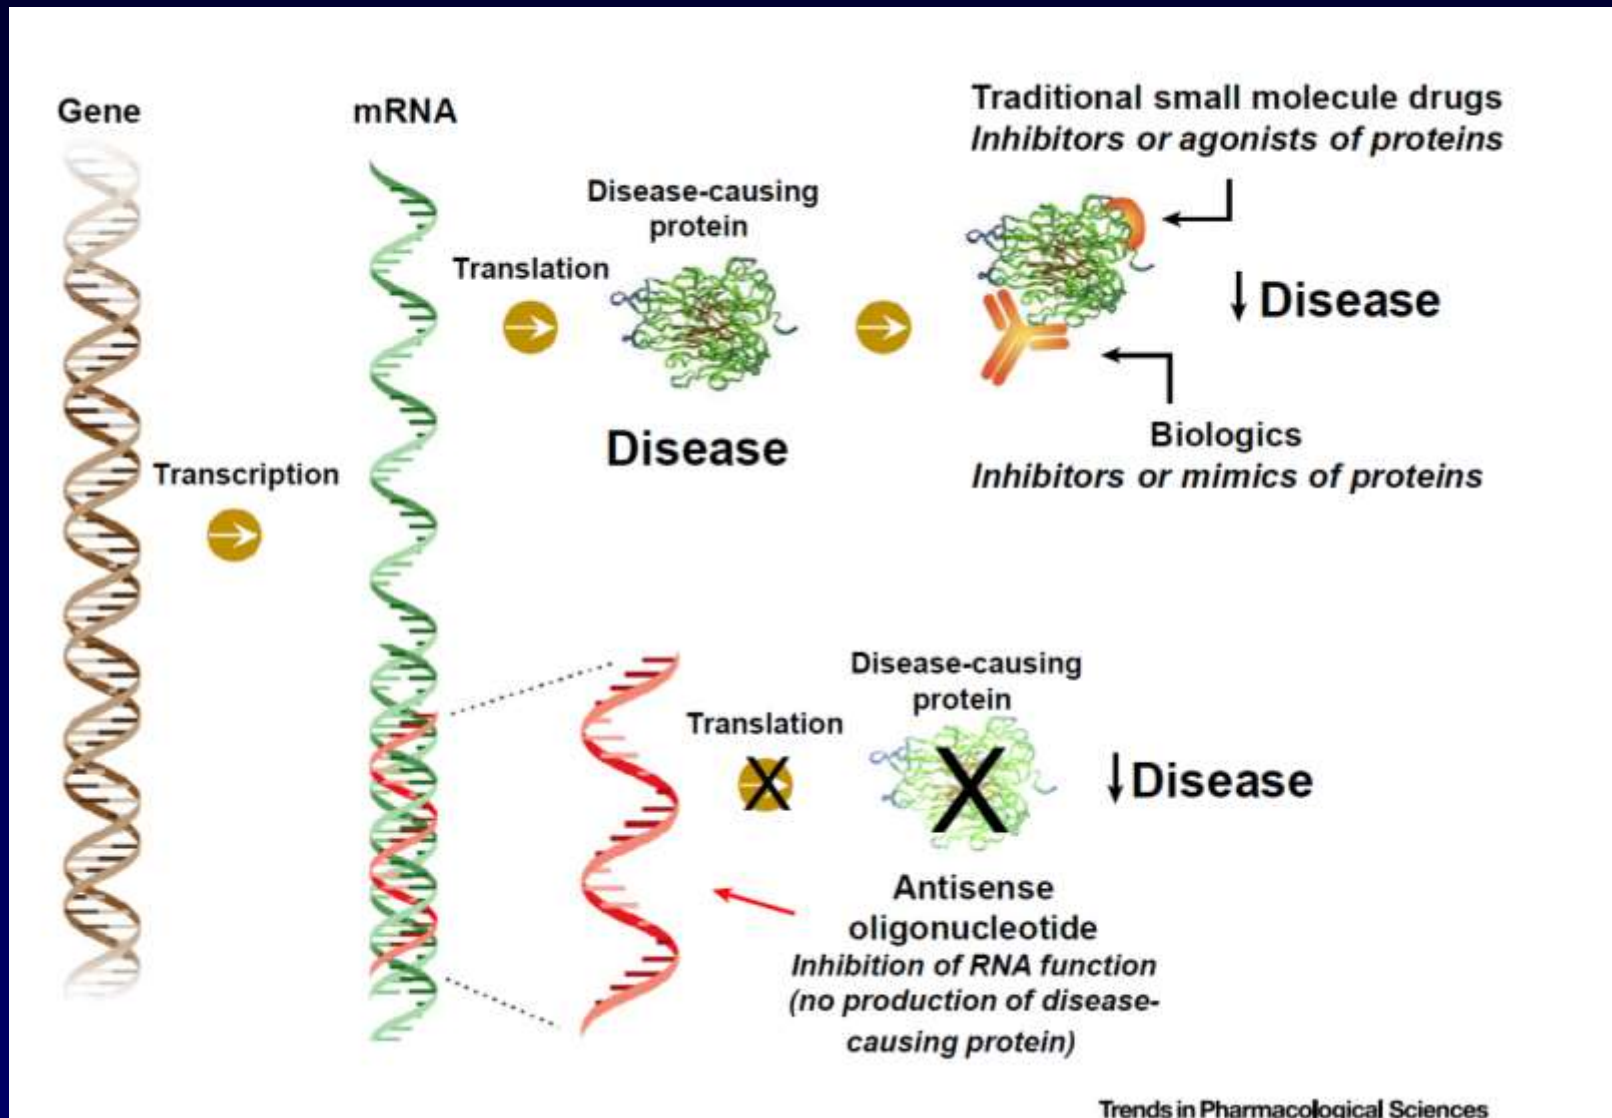 Gene
mRNA
Traditional small molecule drugs
Inhibitors or agonists of proteins
Disease-causing
protein
Translation
↓ Disease
Disease
Biologics
Inhibitors or mimics of proteins
Transcription
Translation
X
Disease-causing
protein
X
↓Disease
Antisense
oligonucleotide
Inhibition of RNA function
(no production of disease-
causing protein)
Trends in Pharmacological Sciences